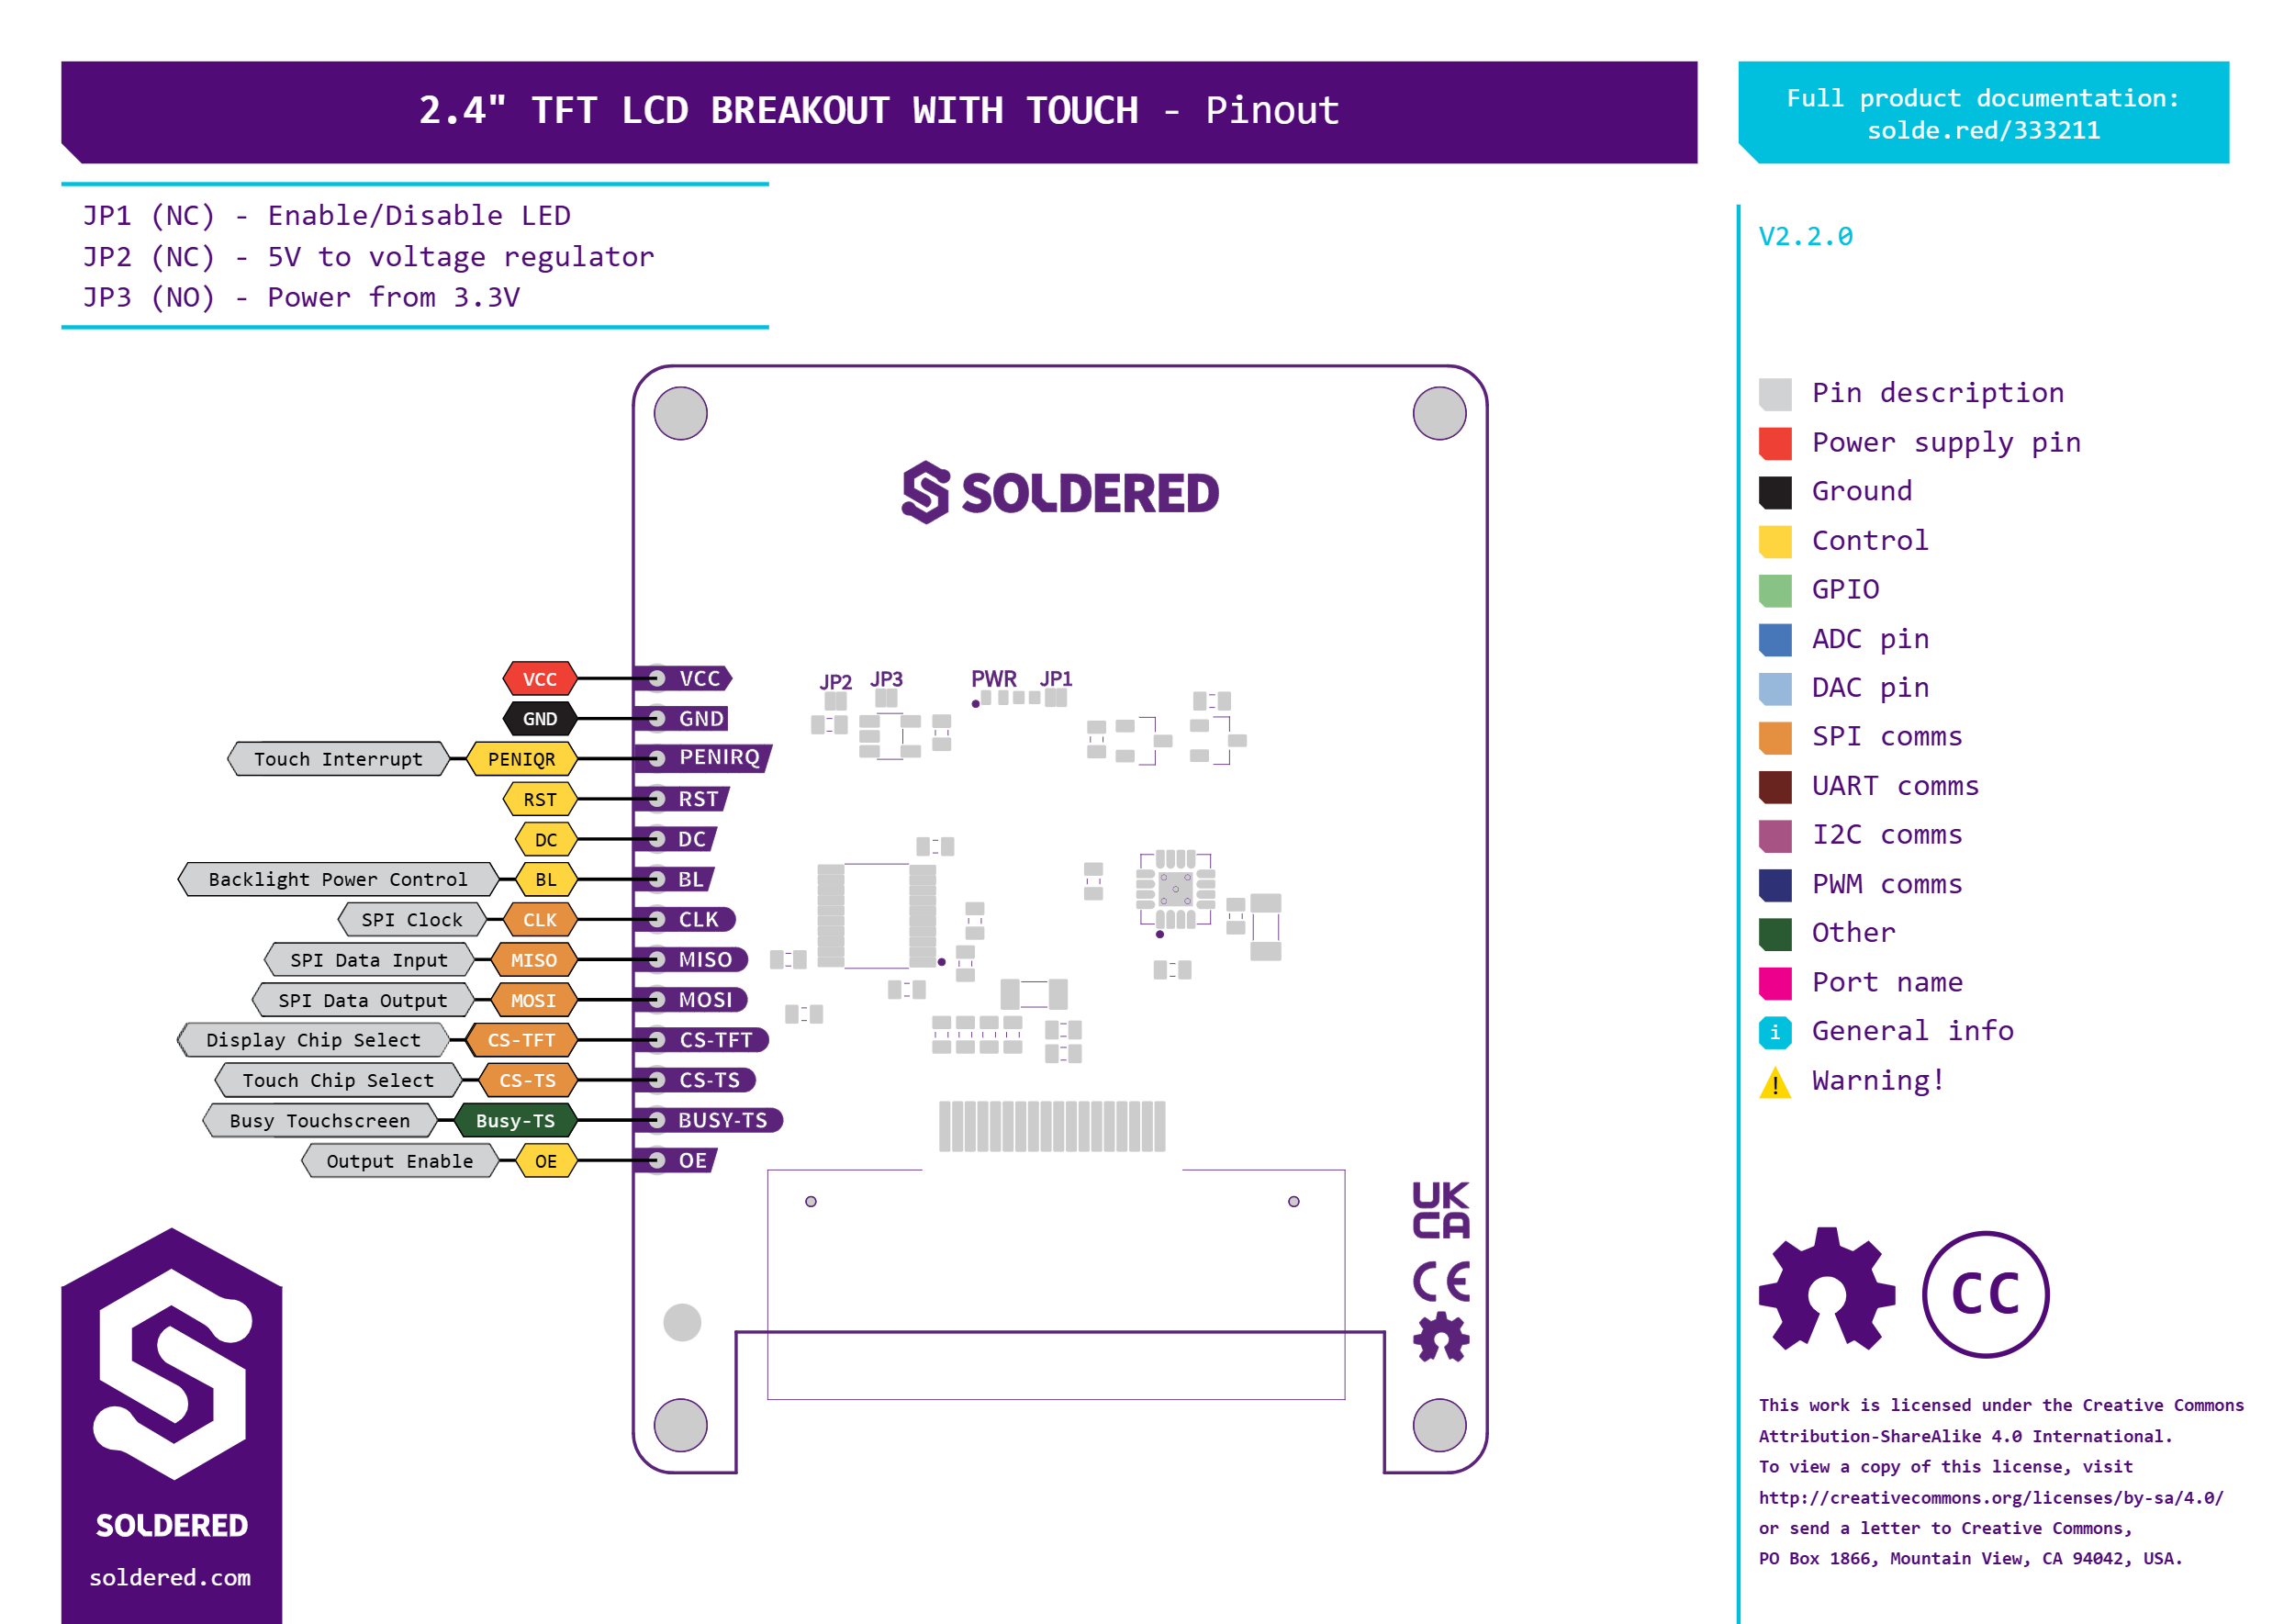 2.4" TFT LCD BREAKOUT WITH TOUCH - Pinout
Full product documentation:
solde.red/333211
JP1 (NC) - Enable/Disable LED
JP2 (NC) - 5V to voltage regulator
JP3 (NO) - Power from 3.3V
V2.2.0
SOLDERED
JP2 JP3 PWR JP1
VCC VCC
GND GND
Touch Interrupt PENIQR PENIRQ
RST RST
DC DC
Backlight Power Control BL BL
SPI Clock CLK CLK
SPI Data Input MISO MISO
SPI Data Output MOSI MOSI
Display Chip Select CS-TFT CS-TFT
Touch Chip Select CS-TS CS-TS
Busy Touchscreen Busy-TS BUSY-TS
Output Enable OE OE
UK
CA
CE
Pin description
Power supply pin
Ground
Control
GPIO
ADC pin
DAC pin
SPI comms
UART comms
I2C comms
PWM comms
Other
Port name
i General info
! Warning!
SOLDERED
soldered.com
CC
This work is licensed under the Creative Commons
Attribution-ShareAlike 4.0 International.
To view a copy of this license, visit
http://creativecommons.org/licenses/by-sa/4.0/
or send a letter to Creative Commons,
PO Box 1866, Mountain View, CA 94042, USA.